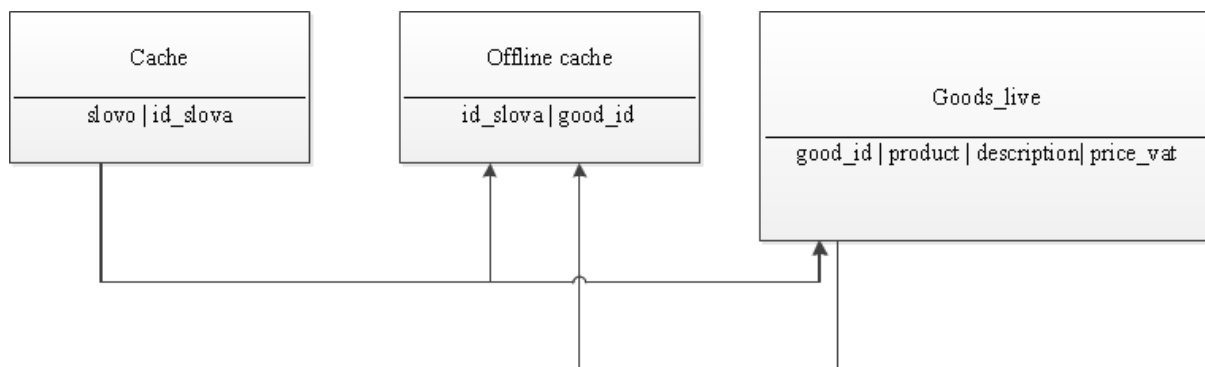 Cache
slovo | id_slova
Offline cache
id_slova | good_id
Goods_live
good_id | product | description| price_vat